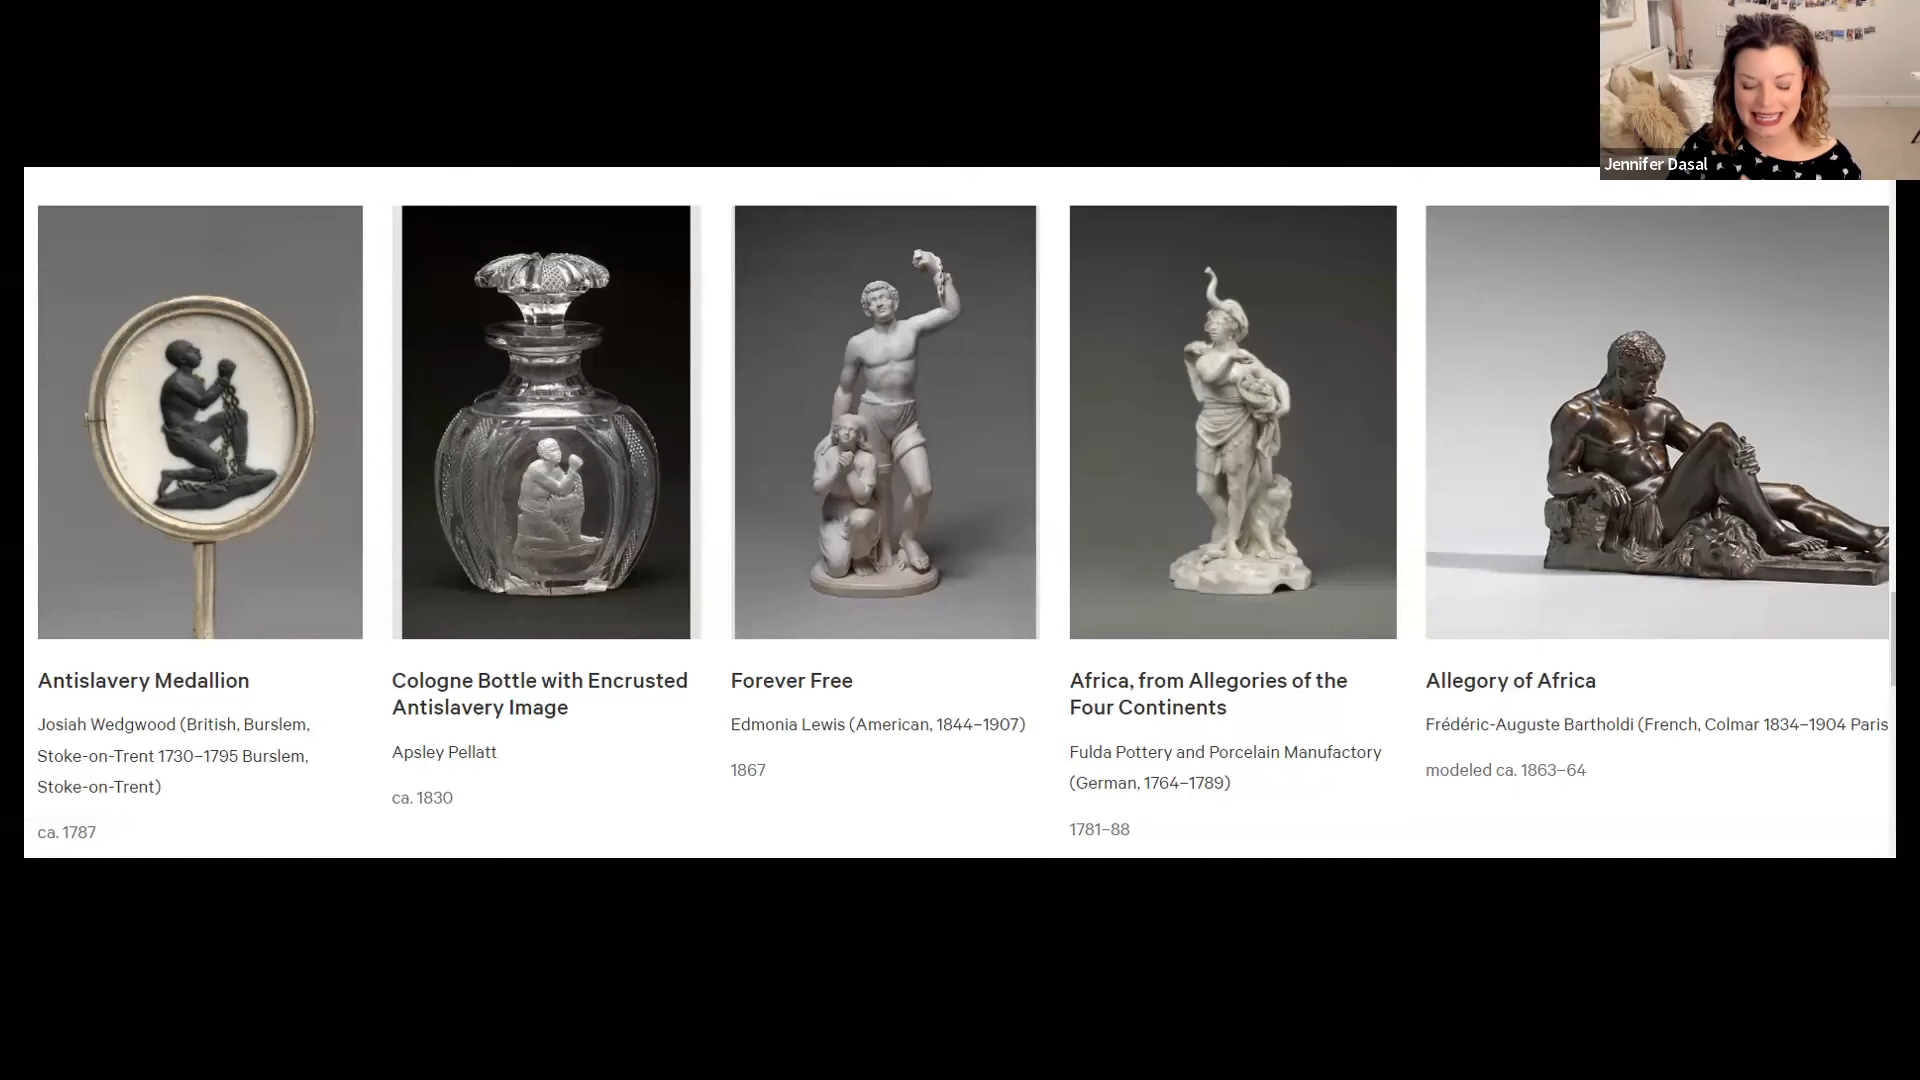 Jennifer Dasal
Antislavery Medallion
Josiah Wedgwood (British, Burslem,
Stoke-on-Trent 1730–1795 Burslem,
Stoke-on-Trent)
ca. 1787
Cologne Bottle with Encrusted
Antislavery Image
Apsley Pellatt
ca. 1830
Forever Free
Edmonia Lewis (American, 1844–1907)
1867
Africa, from Allegories of the
Four Continents
Fulda Pottery and Porcelain Manufactory
(German, 1764–1789)
1781–88
Allegory of Africa
Frédéric-Auguste Bartholdi (French, Colmar 1834–1904 Paris
modeled ca. 1863–64